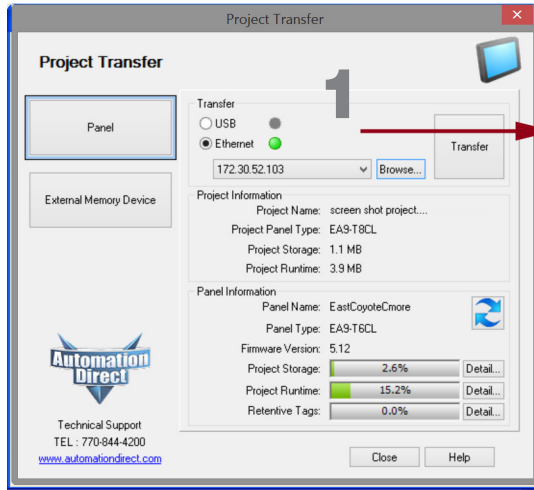 Project Transfer
Project Transfer
1
Panel
External Memory Device
Transfer
USB
Ethernet
172.30.52.103
Browse...
Transfer
Project Information
Project Name: screen shot project....
Project Panel Type: EA9-T8CL
Project Storage: 1.1 MB
Project Runtime: 3.9 MB
Panel Information
Panel Name: EastCoyoteCmore
Panel Type: EA9-T6CL
Firmware Version: 5.12
Project Storage: 2.6% Detail...
Project Runtime: 15.2% Detail...
Retentive Tags: 0.0% Detail...
Automation
Direct
Technical Support
TEL : 770-844-4200
www.automationdirect.com
Close
Help